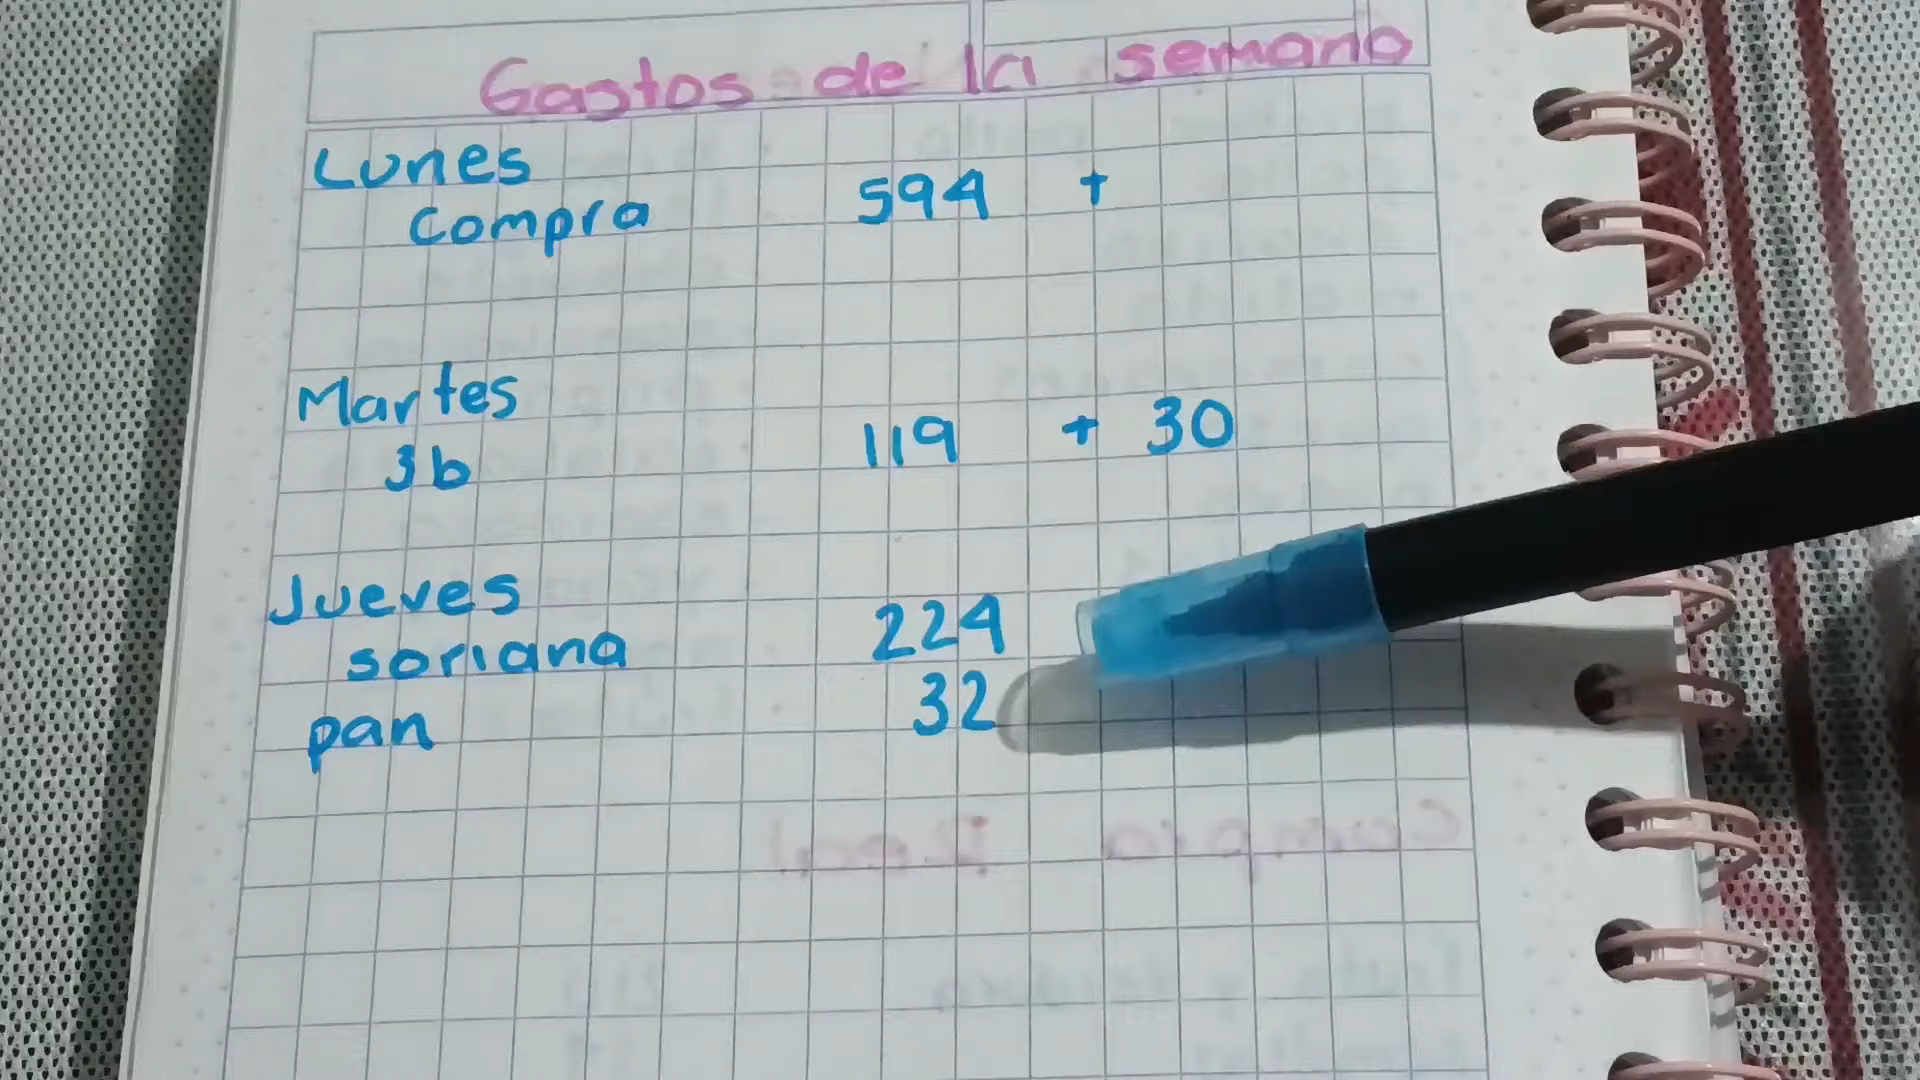 Gastos de la semana
Lunes
compra 594 +
Martes
3b 119 + 30
Jueves
soriana 224
pan 32